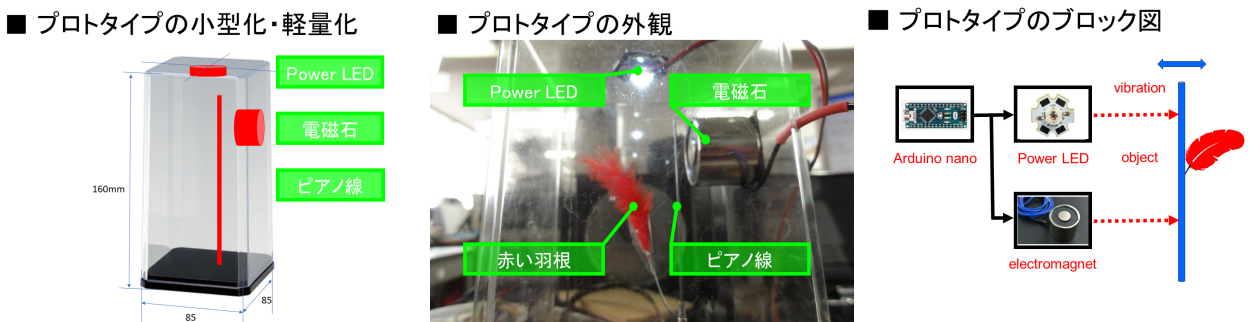 ■ プロトタイプの小型化・軽量化
Power LED
電磁石
ピアノ線
160mm
85
85
■ プロトタイプの外観
Power LED
電磁石
赤い羽根
ピアノ線
■ プロトタイプのブロック図
vibration
Arduino nano
Power LED
object
electromagnet